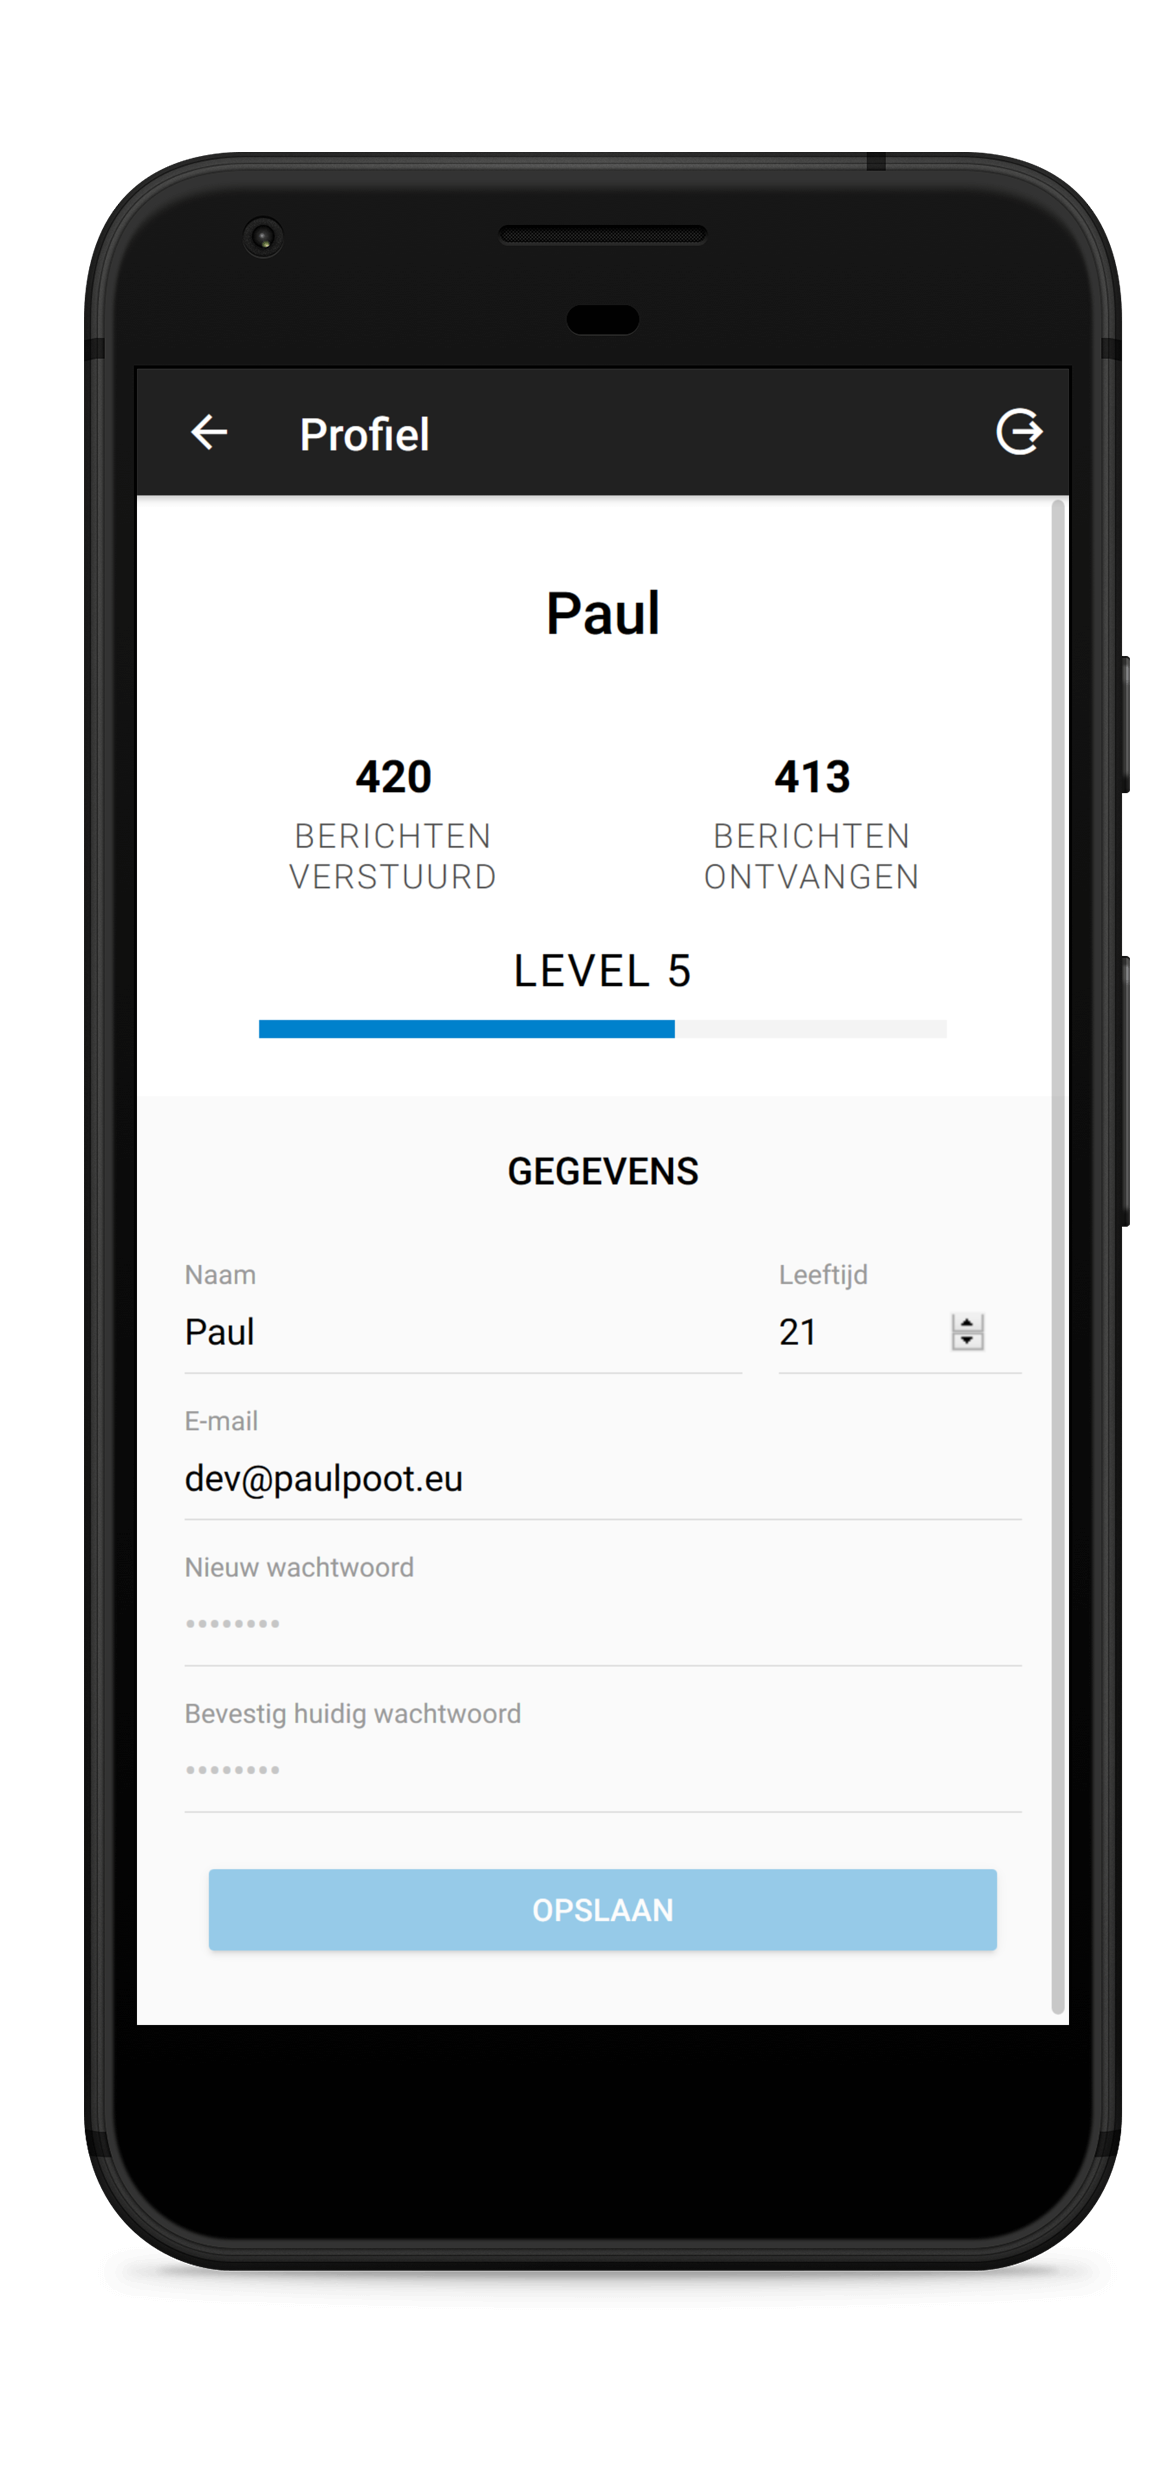 Profiel
Paul
420
BERICHTEN
VERSTUURD
413
BERICHTEN
ONTVANGEN
LEVEL 5
GEGEVENS
Naam
Paul
Leeftijd
21
E-mail
dev@paulpoot.eu
Nieuw wachtwoord
••••••••
Bevestig huidig wachtwoord
••••••••
OPSLAAN